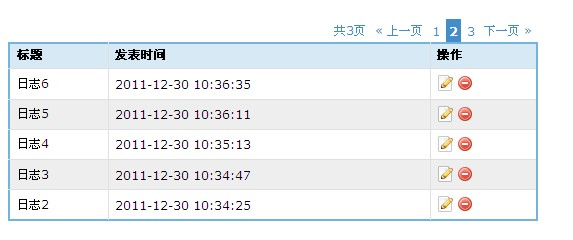 共3页 « 上一页 1 2 3 下一页 »
标题 发表时间 操作
日志6 2011-12-30 10:36:35
日志5 2011-12-30 10:36:11
日志4 2011-12-30 10:35:13
日志3 2011-12-30 10:34:47
日志2 2011-12-30 10:34:25